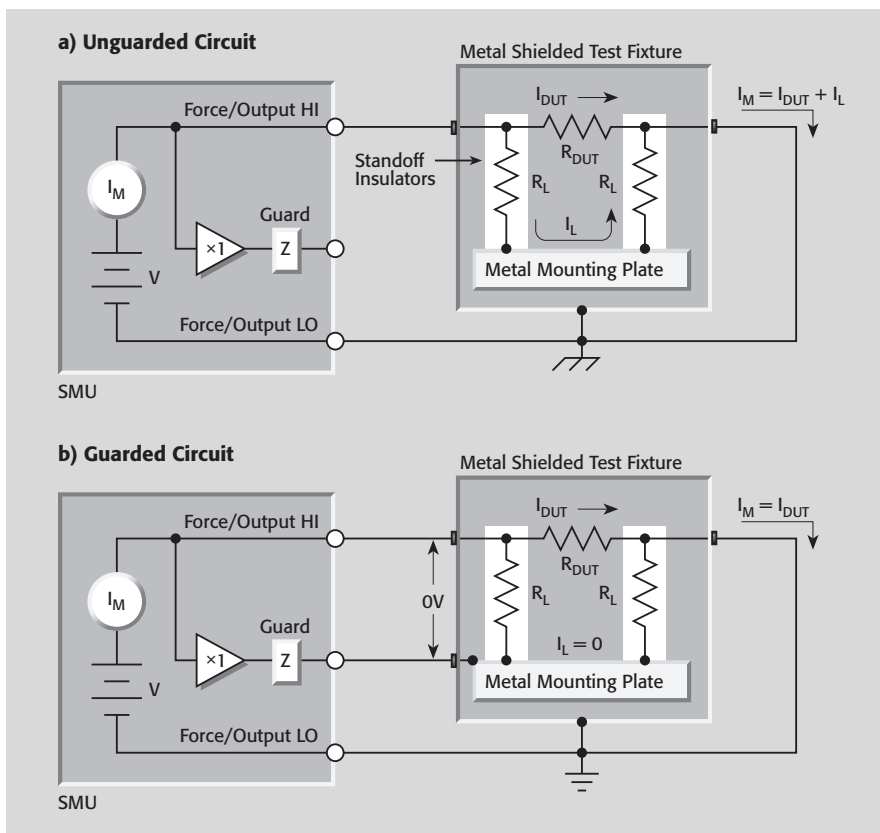 a) Unguarded Circuit
Metal Shielded Test Fixture
Force/Output HI
I_DUT
I_M = I_DUT + I_L
Standoff
Insulators
R_DUT
I_M
R_L
R_L
Guard
I_L
×1
Z
V
Metal Mounting Plate
Force/Output LO
SMU
b) Guarded Circuit
Metal Shielded Test Fixture
Force/Output HI
I_DUT
I_M = I_DUT
R_DUT
I_M
0V
R_L
R_L
Guard
I_L = 0
×1
Z
V
Metal Mounting Plate
Force/Output LO
SMU